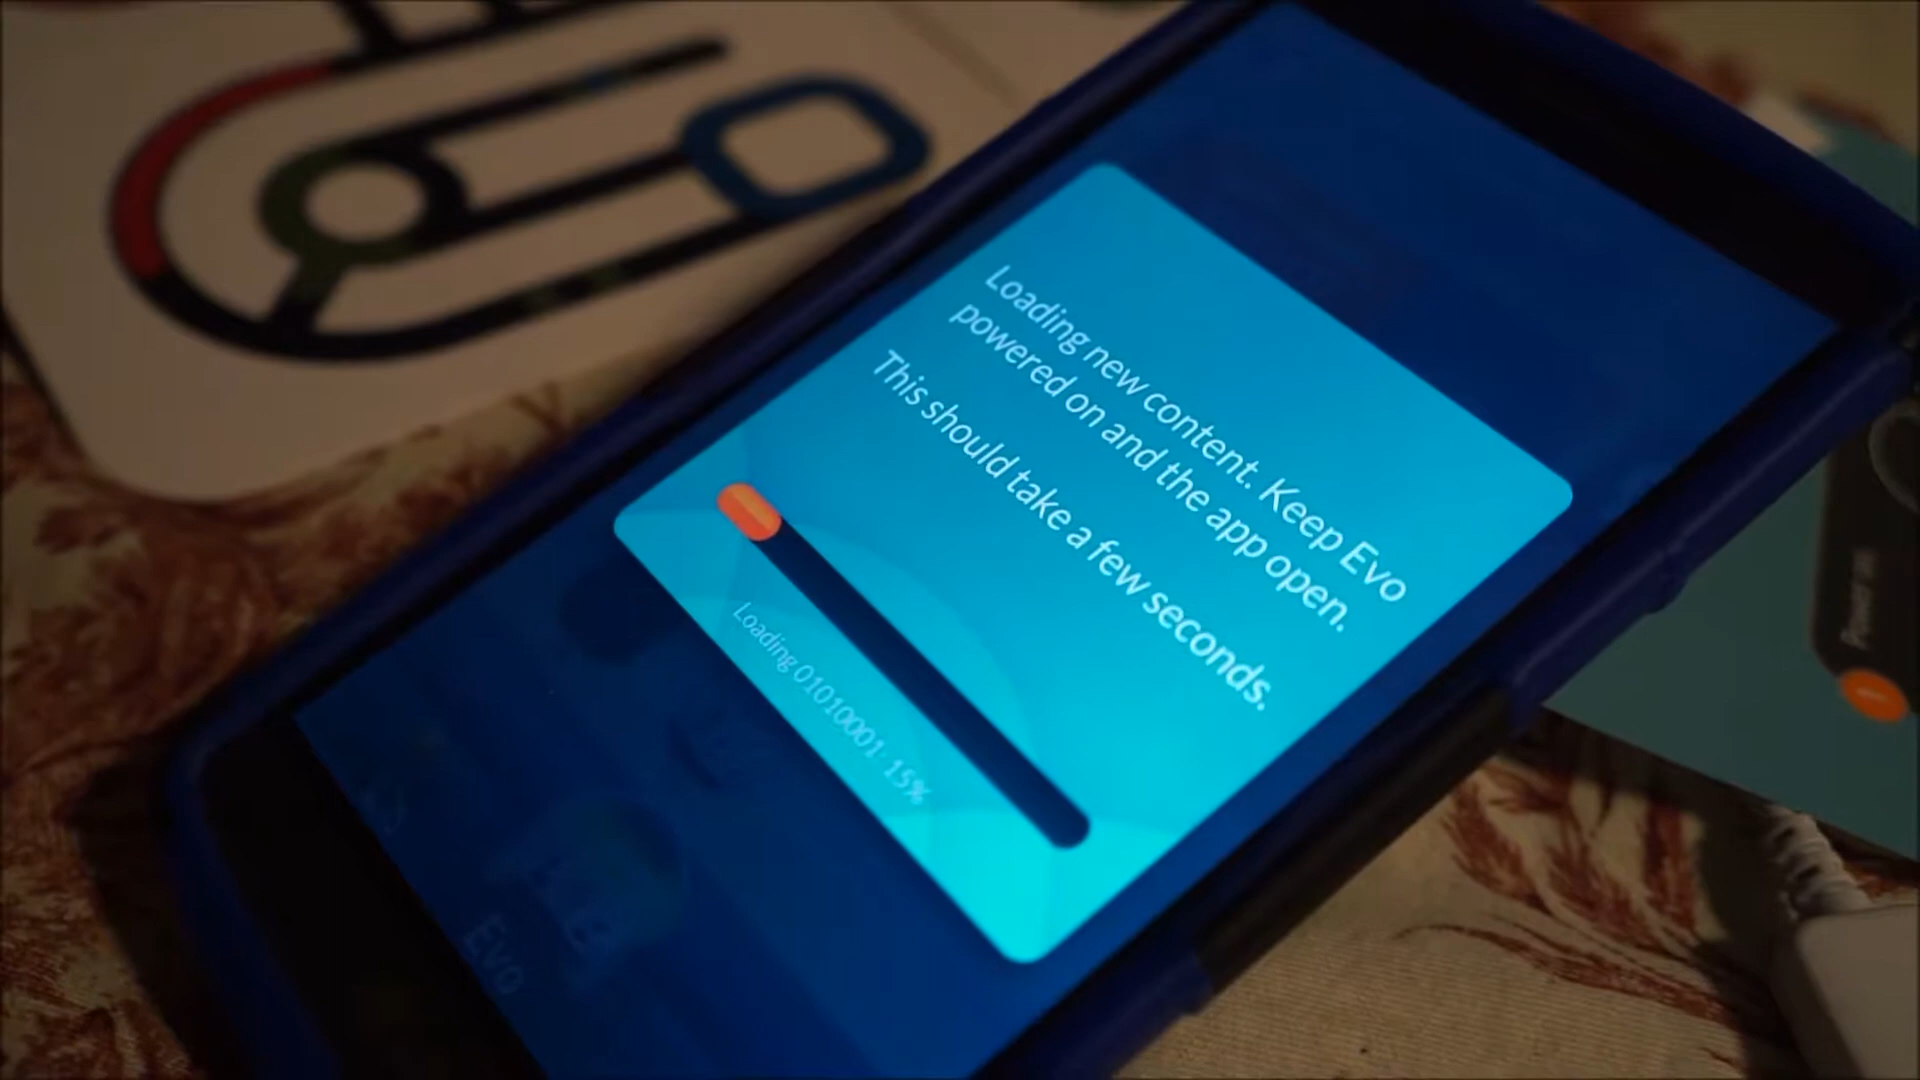 Loading new content. Keep Evo
powered on and the app open.
This should take a few seconds.
Loading 01010001: 15%
Evo